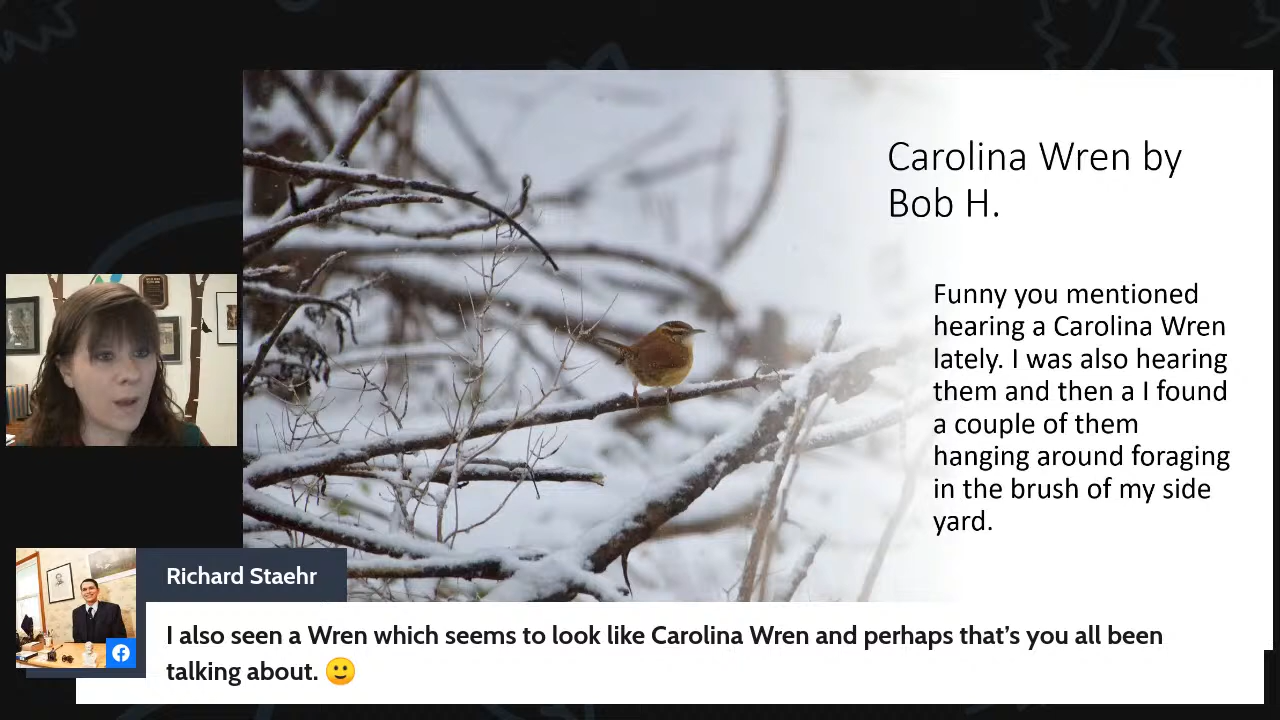 Carolina Wren by
Bob H.
Funny you mentioned
hearing a Carolina Wren
lately. I was also hearing
them and then a I found
a couple of them
hanging around foraging
in the brush of my side
yard.
Richard Staehr
I also seen a Wren which seems to look like Carolina Wren and perhaps that's you all been
talking about. 🙂